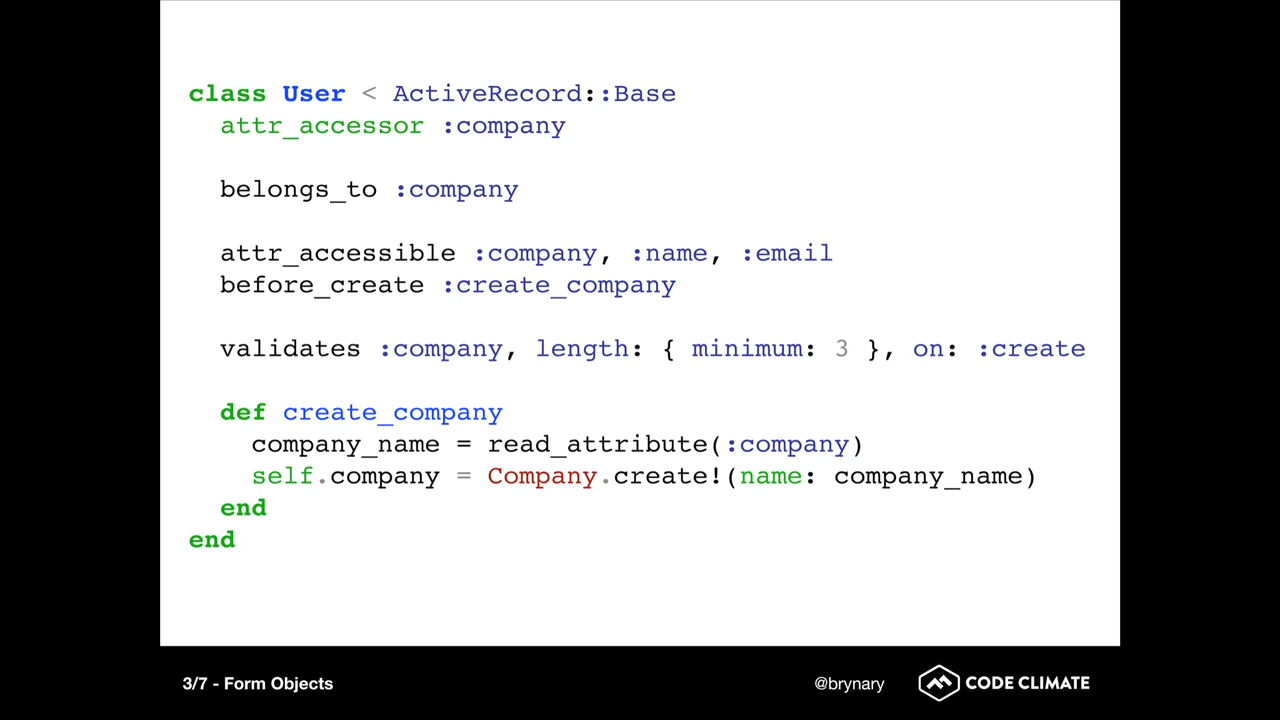 class User < ActiveRecord::Base
  attr_accessor :company

  belongs_to :company

  attr_accessible :company, :name, :email
  before_create :create_company

  validates :company, length: { minimum: 3 }, on: :create

  def create_company
    company_name = read_attribute(:company)
    self.company = Company.create!(name: company_name)
  end
end
3/7 - Form Objects
@brynary
CODE CLIMATE